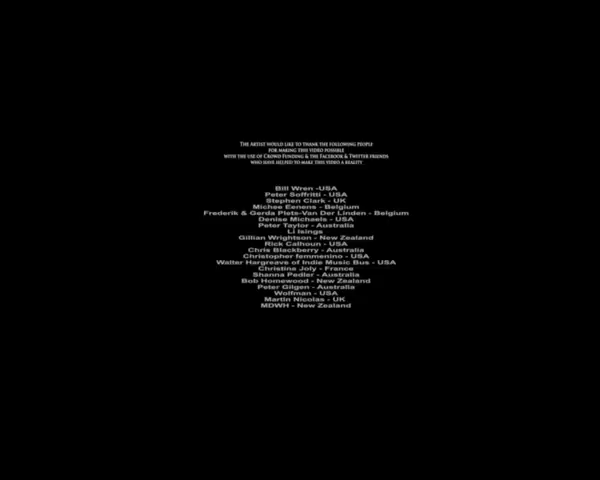 The Artist would like to thank the following people
for making this video possible
with the use of Crowd Funding & the Facebook & Twitter friends
who have helped to make this video a reality
Bill Wren -USA
Peter Soffritti - USA
Stephen Clark - UK
Michse Eenens - Belgium
Frederik & Gerda Plets-Van Der Linden - Belgium
Denise Michaels - USA
Peter Taylor - Australia
Li Isings
Gillian Wrightson - New Zealand
Rick Calhoun - USA
Chris Blackberry - Australia
Christopher femmenino - USA
Walter Hargreave of Indie Music Bus - USA
Christina Joly - France
Shanna Pedler - Australia
Bob Homewood - New Zealand
Peter Gilgen - Australia
Wolfman - USA
Martin Nicolas - UK
MDWH - New Zealand